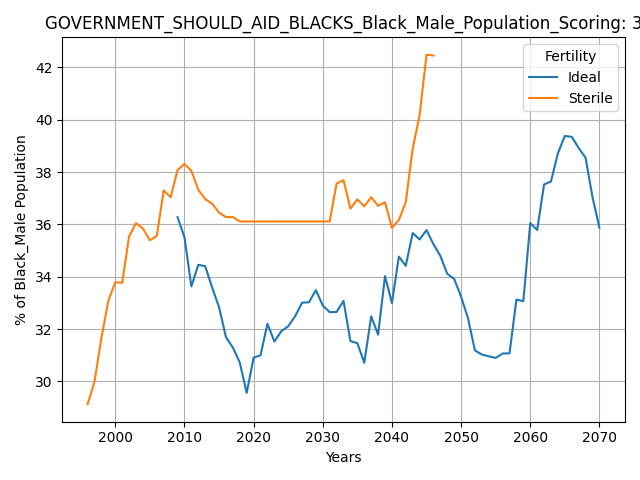 GOVERNMENT_SHOULD_AID_BLACKS_Black_Male_Population_Scoring: 3
Fertility
Ideal
Sterile
% of Black_Male Population
42
40
38
36
34
32
30
2000 2010 2020 2030 2040 2050 2060 2070
Years